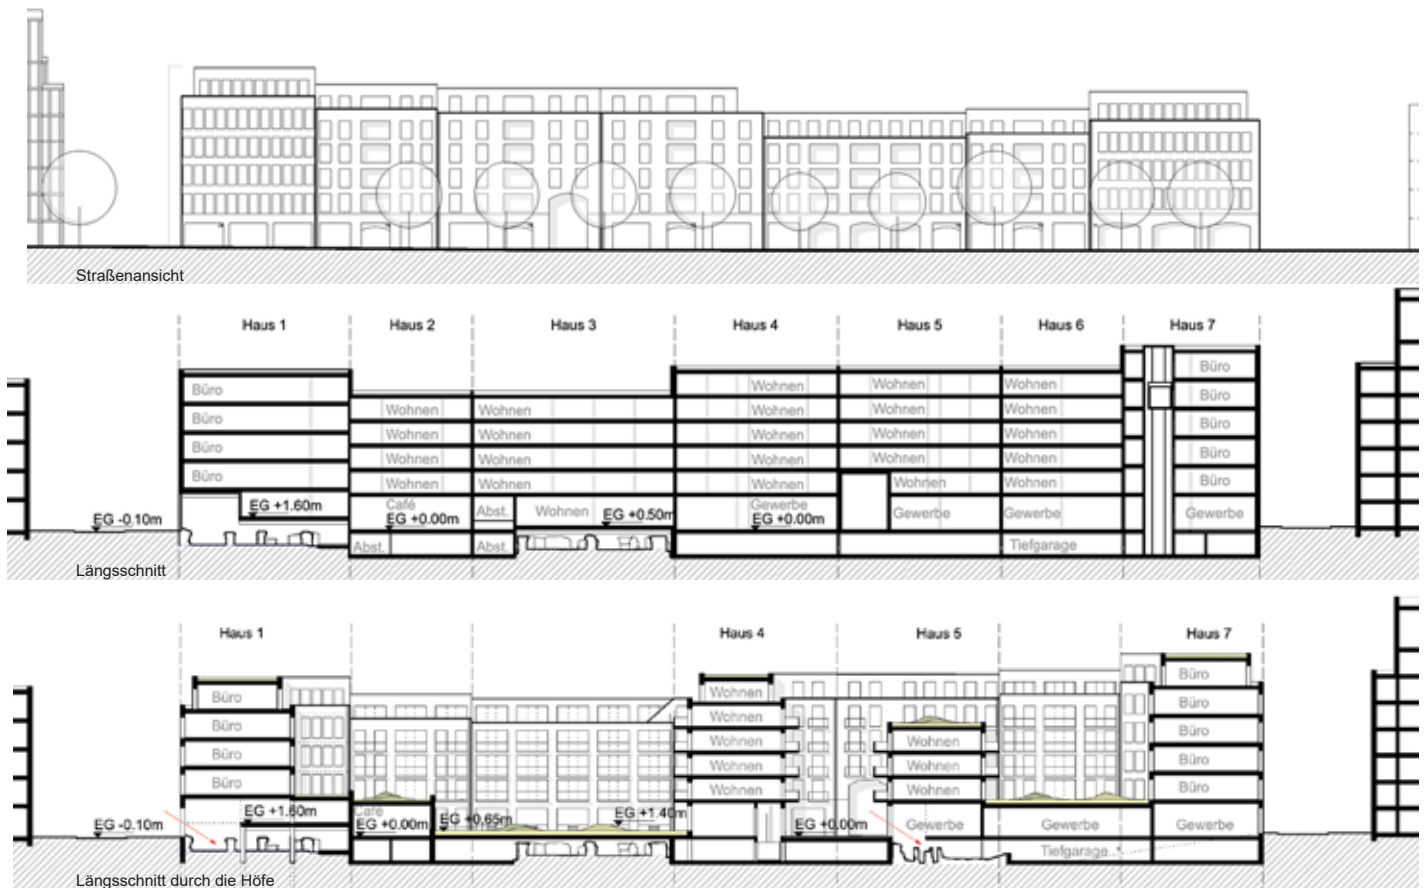 Straßenansicht
Haus 1 Haus 2 Haus 3 Haus 4 Haus 5 Haus 6 Haus 7
Büro
Wohnen Wohnen Wohnen
Büro
Büro Wohnen Wohnen Wohnen Wohnen Wohnen Büro
Büro Wohnen Wohnen Wohnen Wohnen Wohnen Büro
Büro Wohnen Wohnen Wohnen Wohnen Wohnen Büro
Wohnen Wohnen Wohnen Wohnen Wohnen Büro
EG -0.10m EG +1.60m Café
EG +0.00m Abst. Wohnen EG +0.50m Gewerbe
EG +0.00m Gewerbe Gewerbe Gewerbe
Abst. Abst. Tiefgarage
Längsschnitt
Haus 1 Haus 4 Haus 5 Haus 7
Büro Wohnen Büro
Büro Wohnen Büro
Büro Wohnen Wohnen Büro
Büro Wohnen Wohnen Büro
Wohnen Wohnen Büro
EG -0.10m EG +1.60m Café
EG +0.00m EG +0.65m EG +1.40m EG +0.00m Gewerbe Gewerbe Gewerbe
Tiefgarage
Längsschnitt durch die Höfe